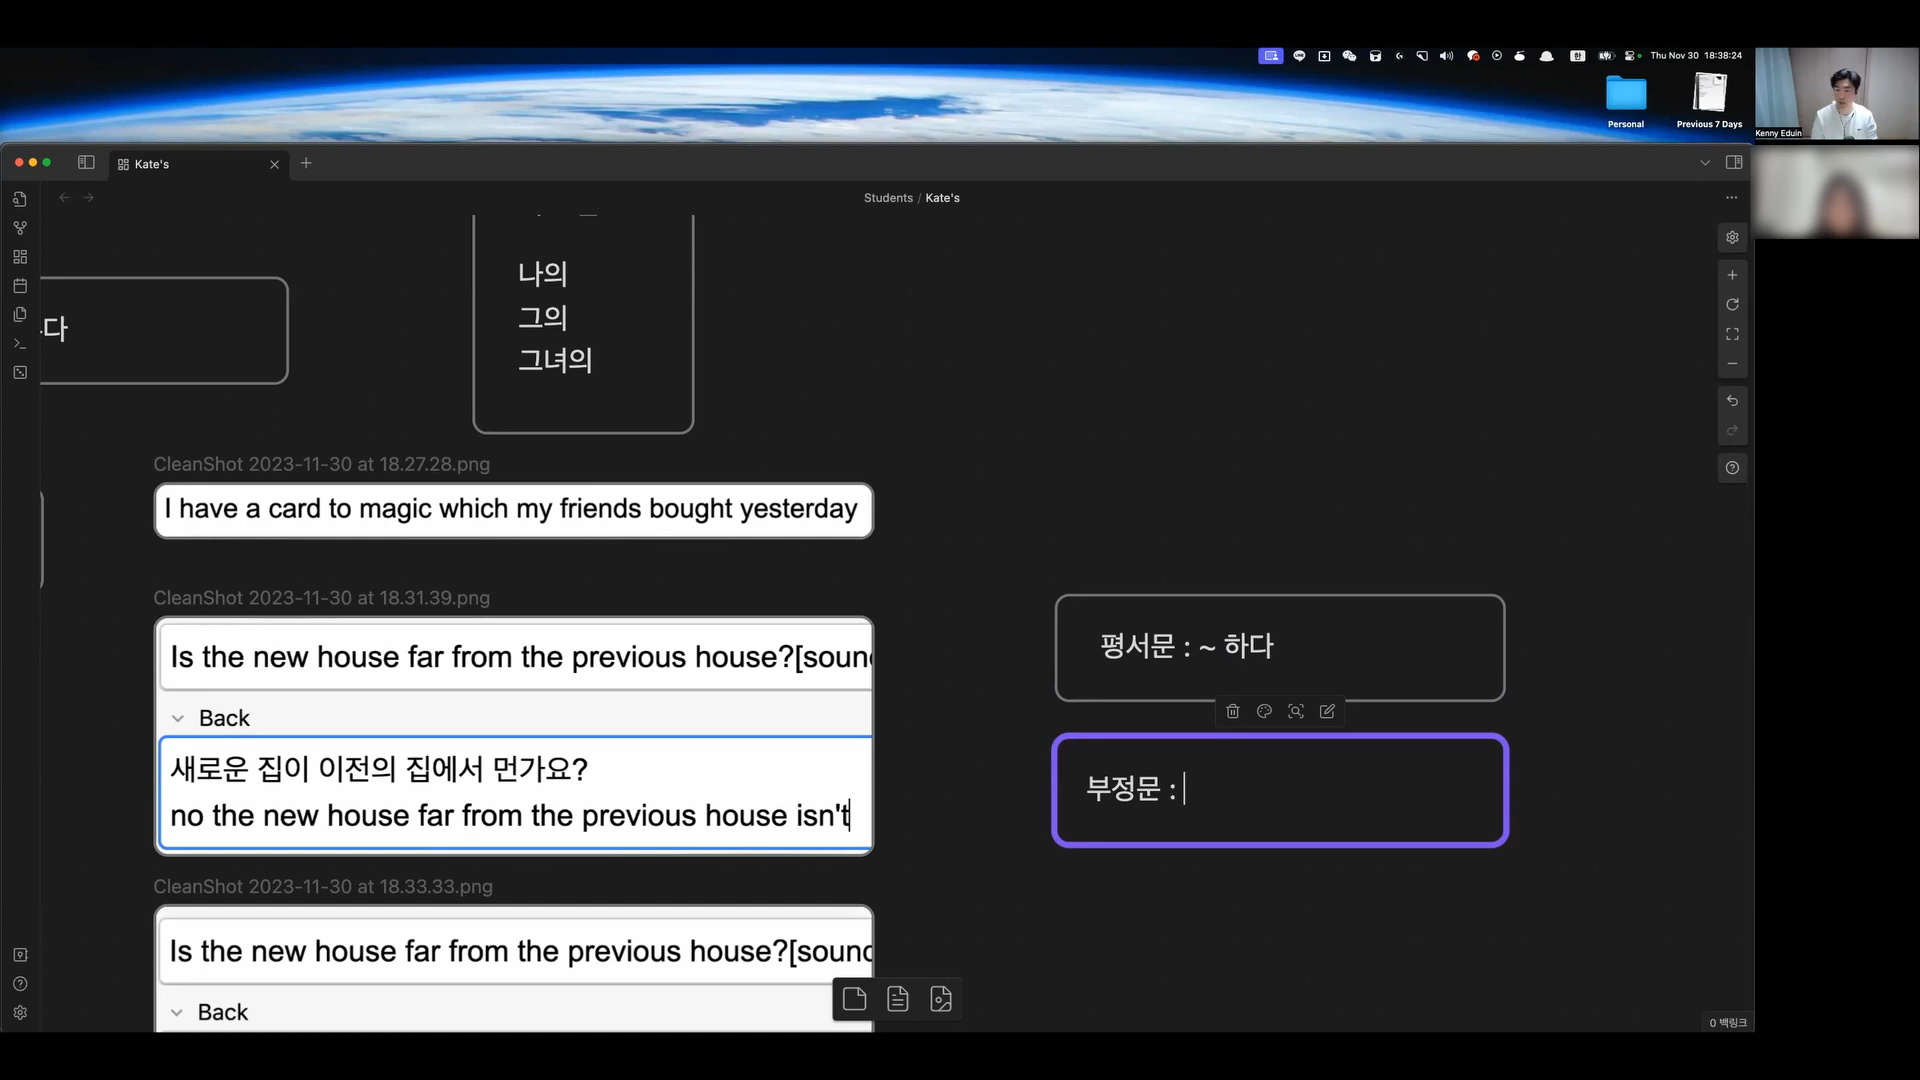 한
Thu Nov 30 18:38:24
Personal
Previous 7 Days
Kenny Eduin
Kate's
Students / Kate's
나의
그의
그녀의
다
CleanShot 2023-11-30 at 18.27.28.png
I have a card to magic which my friends bought yesterday
CleanShot 2023-11-30 at 18.31.39.png
Is the new house far from the previous house?[soun
Back
새로운 집이 이전의 집에서 먼가요?
no the new house far from the previous house isn't
평서문 : ~ 하다
부정문 :
CleanShot 2023-11-30 at 18.33.33.png
Is the new house far from the previous house?[sound
Back
0 백링크